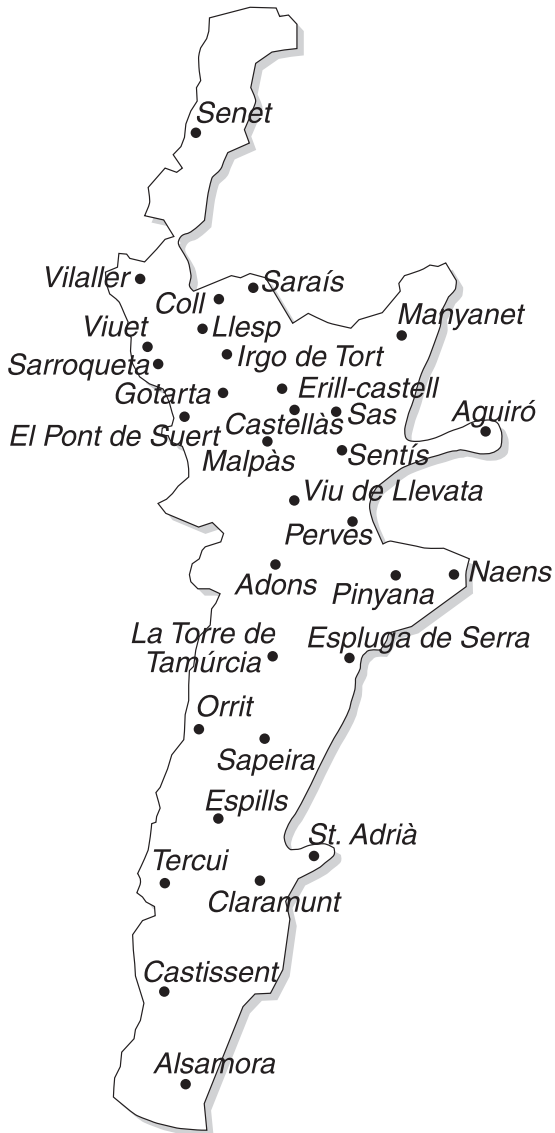 Senet
Vilaller
Saraís
Coll
Manyanet
Viuet
Llesp
Irgo de Tort
Sarroqueta
Gotarta
Erill-castell
Castellàs
Sas
Aguiró
El Pont de Suert
Malpàs
Sentís
Viu de Llevata
Perves
Adons
Pinyana
Naens
La Torre de
Tamúrcia
Espluga de Serra
Orrit
Sapeira
Espills
St. Adrià
Tercui
Claramunt
Castissent
Alsamora